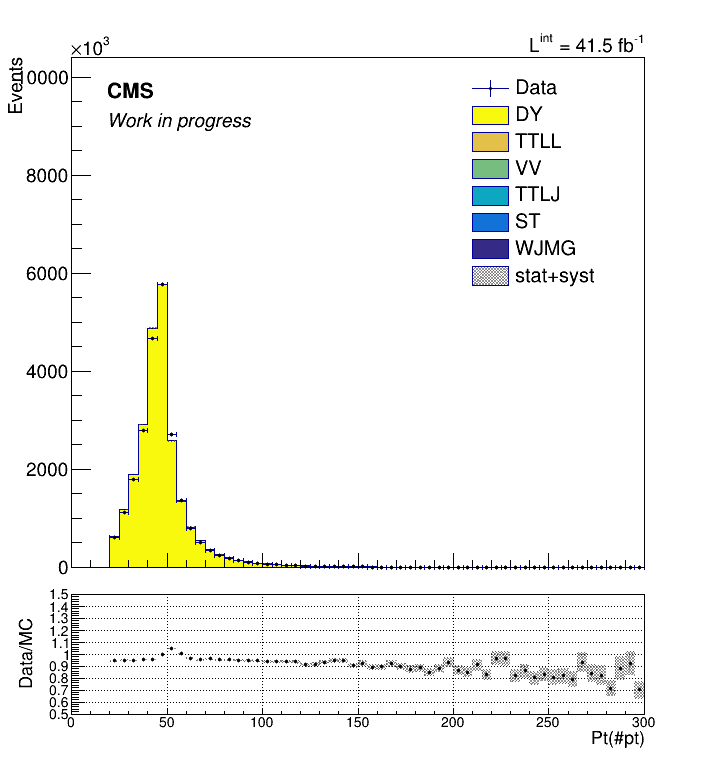 ×10³
L^int = 41.5 fb⁻¹
Events
0000
8000
6000
4000
2000
0
CMS
Work in progress
Data
DY
TTLL
VV
TTLJ
ST
WJMG
stat+syst
Data/MC
1.5
1.4
1.3
1.2
1.1
1
0.9
0.8
0.7
0.6
0.5
0 50 100 150 200 250 300
Pt(#pt)